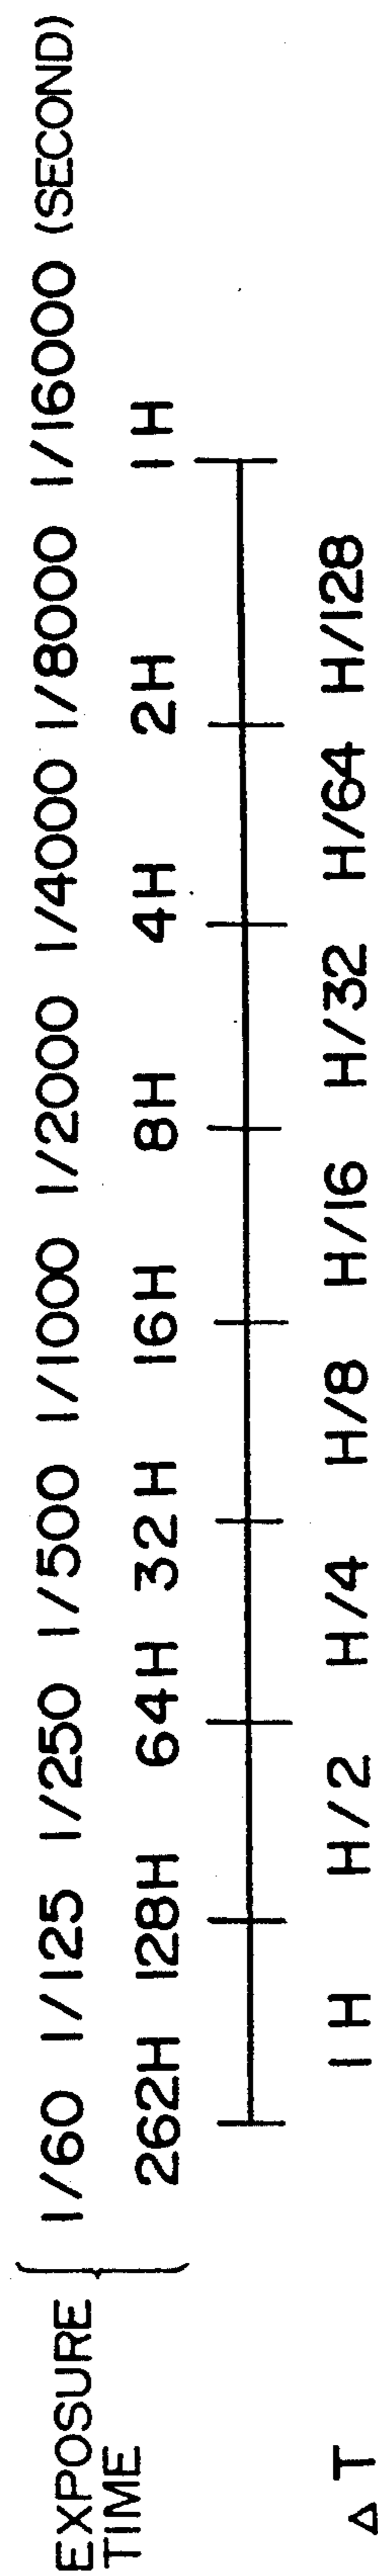 EXPOSURE TIME
1/60 1/125 1/250 1/500 1/1000 1/2000 1/4000 1/8000 1/16000 (SECOND)
262H 128H 64H 32H 16H 8H 4H 2H 1H
ΔT 1H H/2 H/4 H/8 H/16 H/32 H/64 H/128